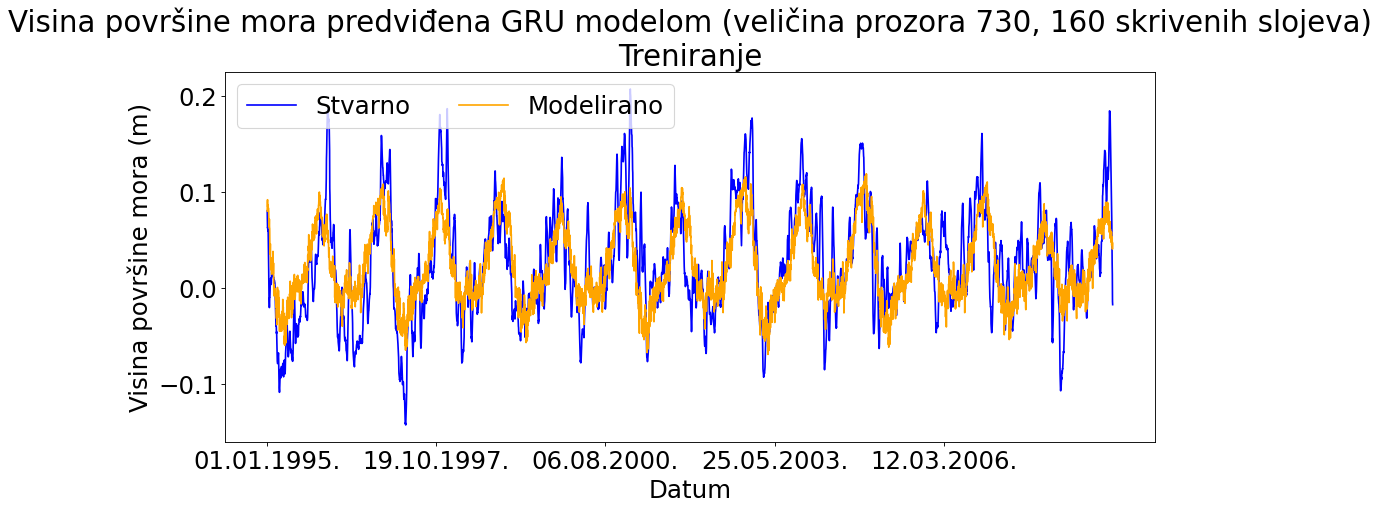 Visina površine mora predviđena GRU modelom (veličina prozora 730, 160 skrivenih slojeva)
Treniranje
Stvarno Modelirano
Visina površine mora (m)
0.2
0.1
0.0
−0.1
01.01.1995. 19.10.1997. 06.08.2000. 25.05.2003. 12.03.2006.
Datum